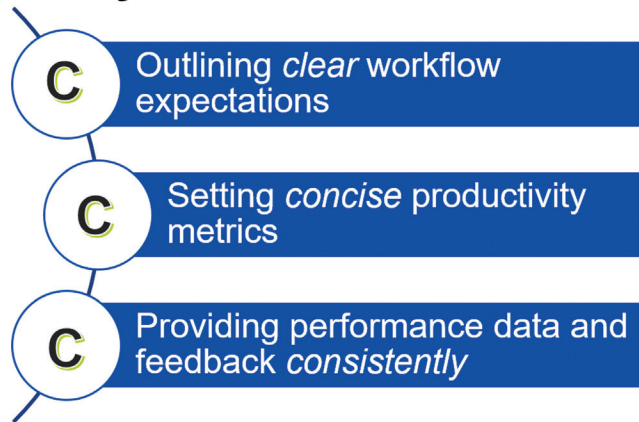 C
Outlining clear workflow
expectations
C
Setting concise productivity
metrics
C
Providing performance data and
feedback consistently